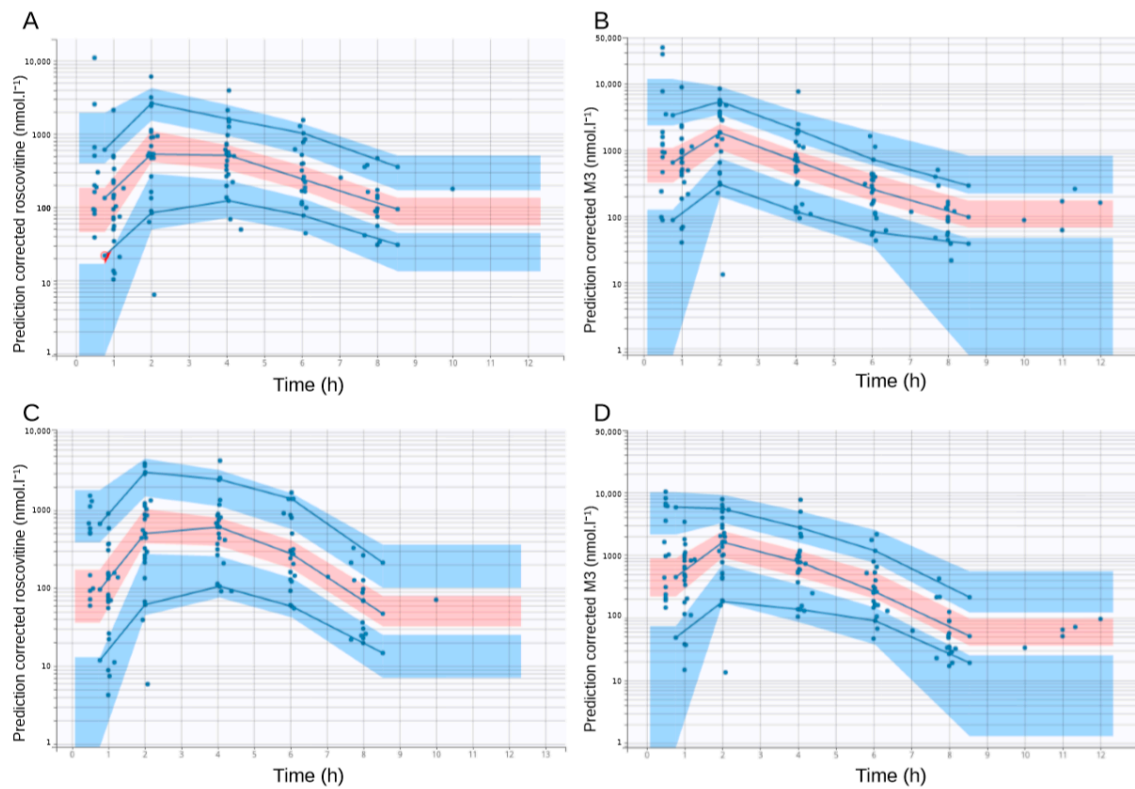 A
Prediction corrected roscovitine (nmol.l⁻¹)
10,000
1000
100
10
1
0 1 2 3 4 5 6 7 8 9 10 11 12
Time (h)
B
Prediction corrected M3 (nmol.l⁻¹)
50,000
10,000
1000
100
10
1
0 1 2 3 4 5 6 7 8 9 10 11 12
Time (h)
C
Prediction corrected roscovitine (nmol.l⁻¹)
10,000
1000
100
10
1
0 1 2 3 4 5 6 7 8 9 10 11 12 13
Time (h)
D
Prediction corrected M3 (nmol.l⁻¹)
50,000
10,000
1000
100
10
1
0 1 2 3 4 5 6 7 8 9 10 11 12
Time (h)